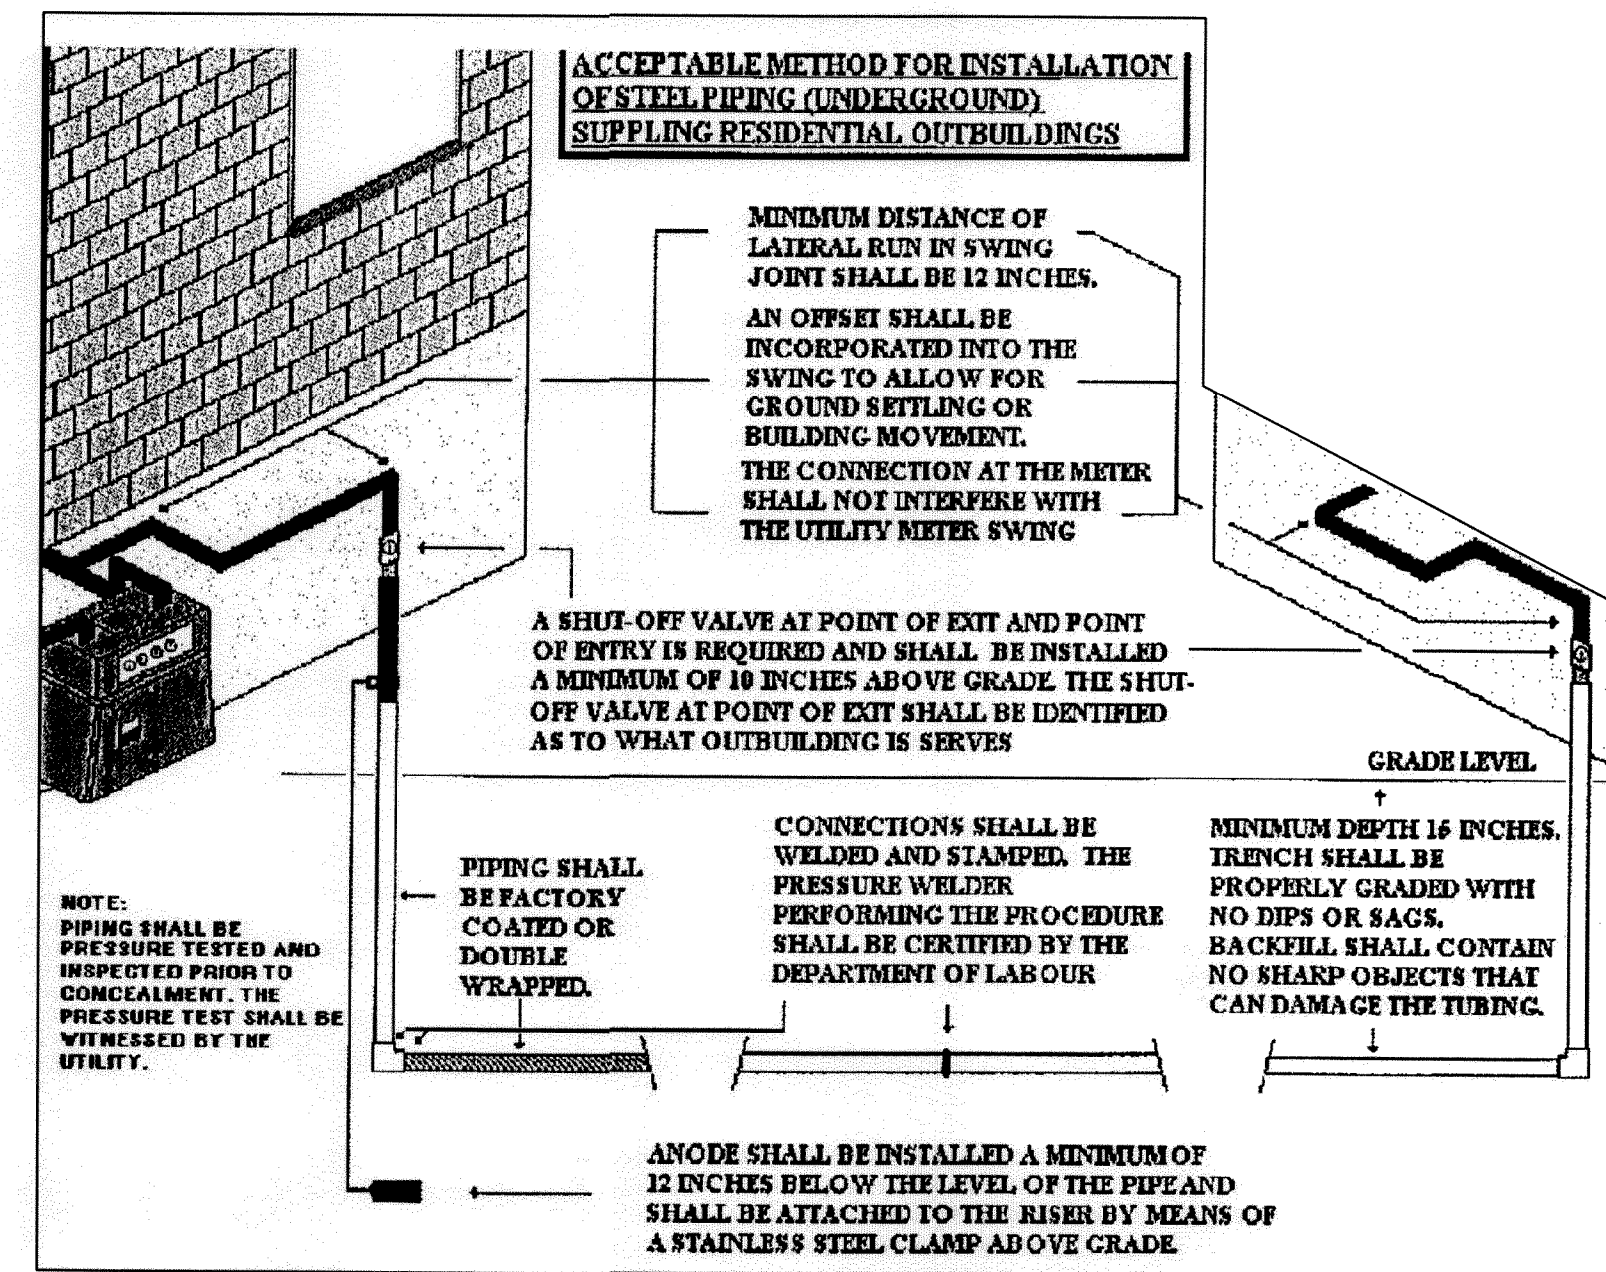 ACCEPTABLE METHOD FOR INSTALLATION
OF STEEL PIPING (UNDERGROUND)
SUPPLING RESIDENTIAL OUTBUILDINGS
MINIMUM DISTANCE OF
LATERAL RUN IN SWING
JOINT SHALL BE 12 INCHES.
AN OFFSET SHALL BE
INCORPORATED INTO THE
SWING TO ALLOW FOR
GROUND SETTLING OR
BUILDING MOVEMENT.
THE CONNECTION AT THE METER
SHALL NOT INTERFERE WITH
THE UTILITY METER SWING
A SHUT-OFF VALVE AT POINT OF EXIT AND POINT
OF ENTRY IS REQUIRED AND SHALL BE INSTALLED
A MINIMUM OF 10 INCHES ABOVE GRADE. THE SHUT-
OFF VALVE AT POINT OF EXIT SHALL BE IDENTIFIED
AS TO WHAT OUTBUILDING IS SERVES
GRADE LEVEL
NOTE:
PIPING SHALL BE
PRESSURE TESTED AND
INSPECTED PRIOR TO
CONCEALMENT. THE
PRESSURE TEST SHALL BE
WITNESSED BY THE
UTILITY.
PIPING SHALL
BE FACTORY
COATED OR
DOUBLE
WRAPPED.
CONNECTIONS SHALL BE
WELDED AND STAMPED. THE
PRESSURE WELDER
PERFORMING THE PROCEDURE
SHALL BE CERTIFIED BY THE
DEPARTMENT OF LABOUR
MINIMUM DEPTH 15 INCHES.
TRENCH SHALL BE
PROPERLY GRADED WITH
NO DIPS OR SAGS.
BACKFILL SHALL CONTAIN
NO SHARP OBJECTS THAT
CAN DAMAGE THE TUBING.
ANODE SHALL BE INSTALLED A MINIMUM OF
12 INCHES BELOW THE LEVEL OF THE PIPE AND
SHALL BE ATTACHED TO THE RISER BY MEANS OF
A STAINLESS STEEL CLAMP ABOVE GRADE.